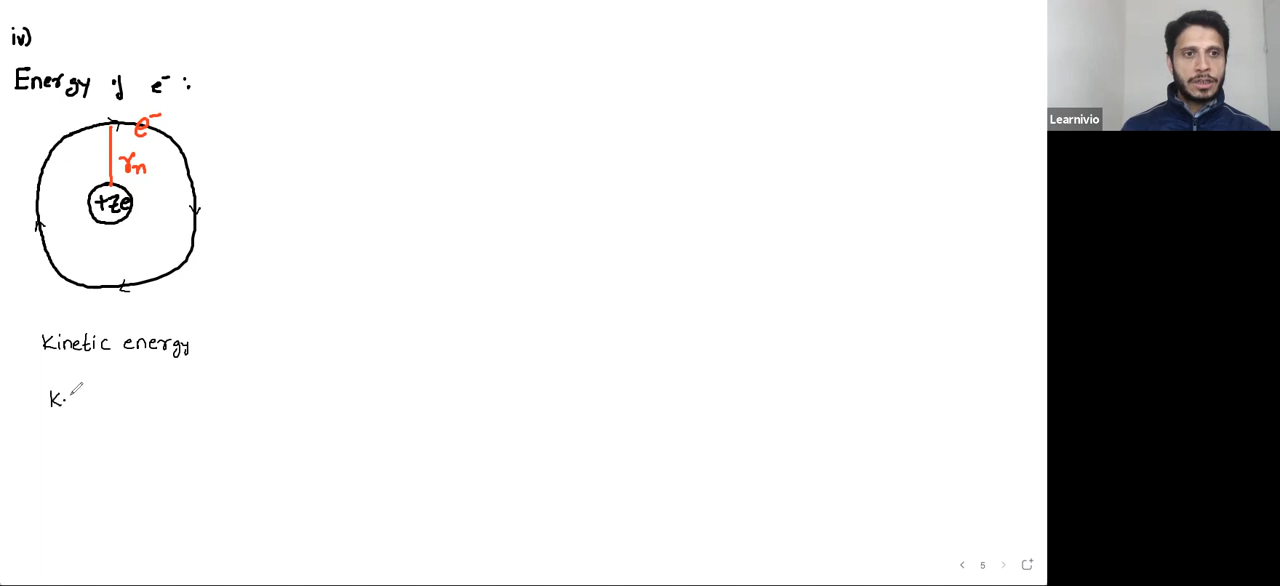 iv)
Energy of e⁻ :
e⁻
rₙ
+ze
Kinetic energy
K.
Learnivio
5